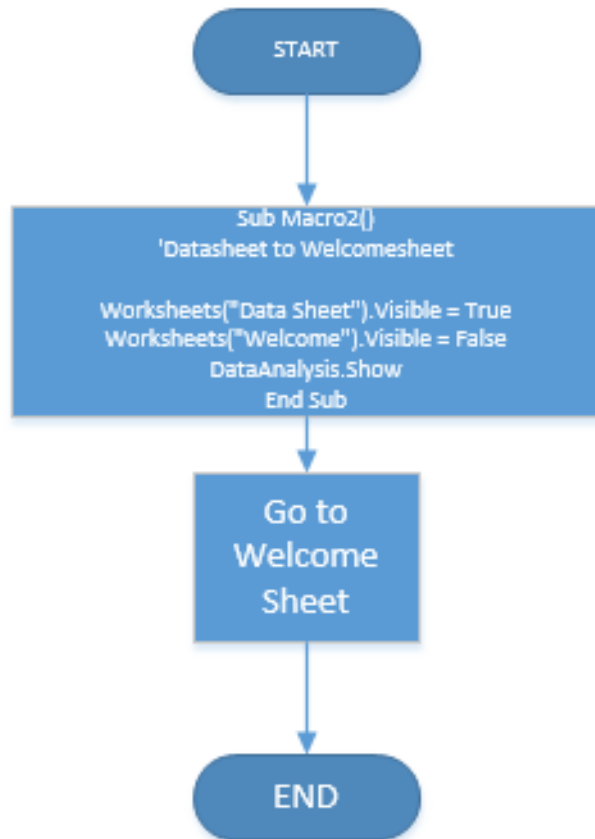 START
Sub Macro2()
'Datasheet to Welcomesheet
Worksheets("Data Sheet").Visible = True
Worksheets("Welcome").Visible = False
DataAnalysis.Show
End Sub
Go to
Welcome
Sheet
END